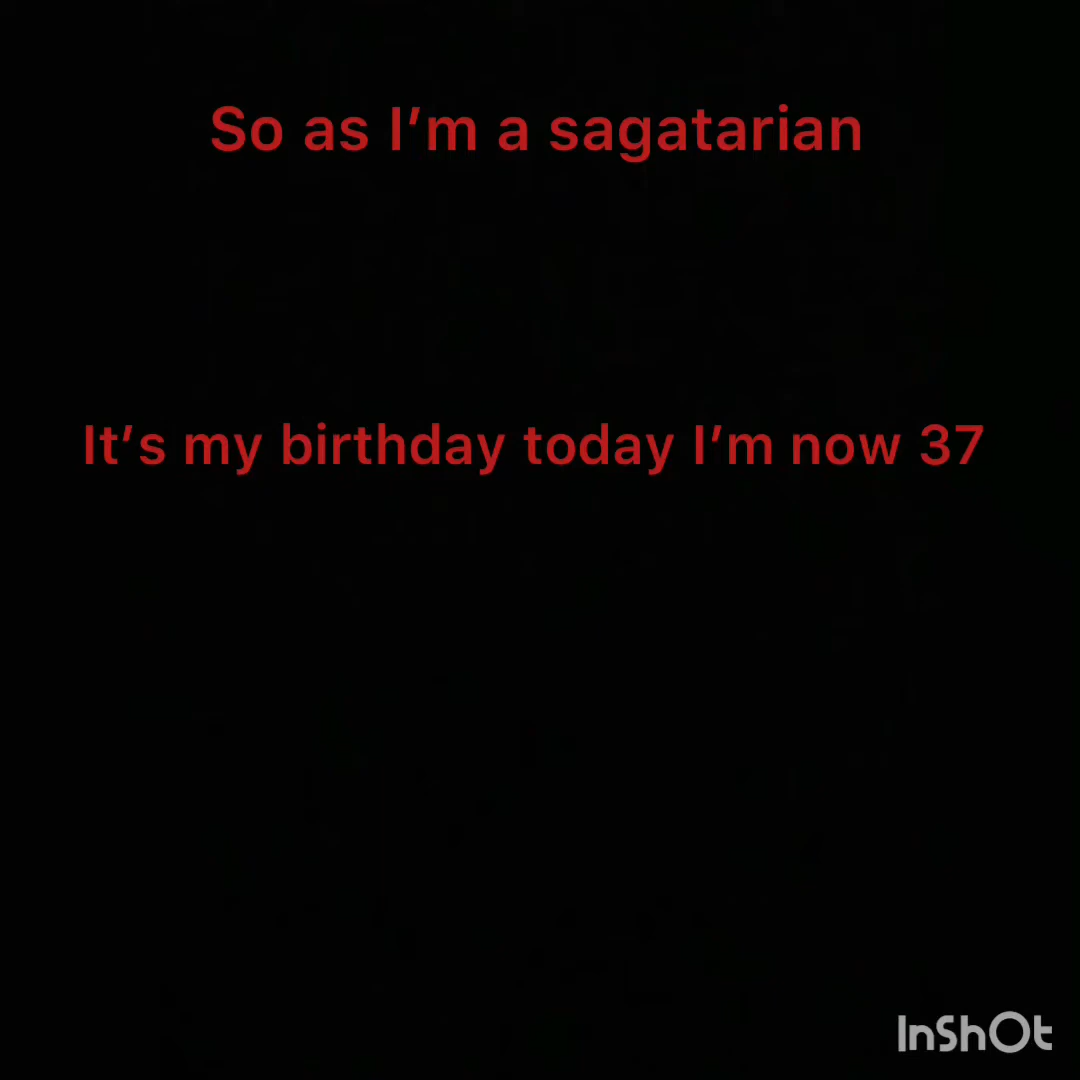 So as I’m a sagatarian
It’s my birthday today I’m now 37
InShOt